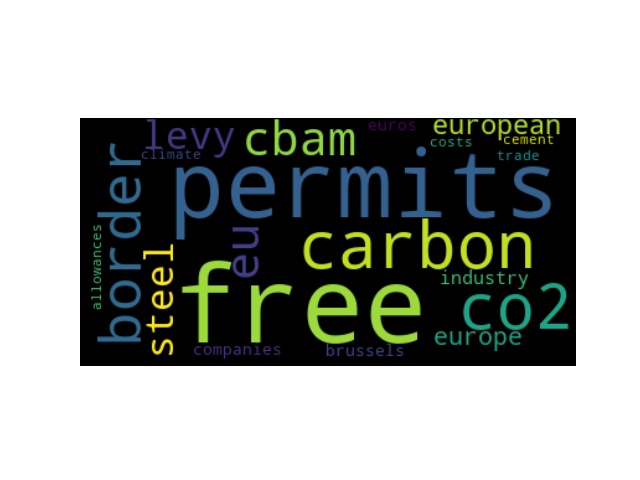 levy
cbam
euros
european
climate
costs
cement
trade
border
permits
allowances
steel
eu
carbon
free
industry
co2
europe
companies
brussels